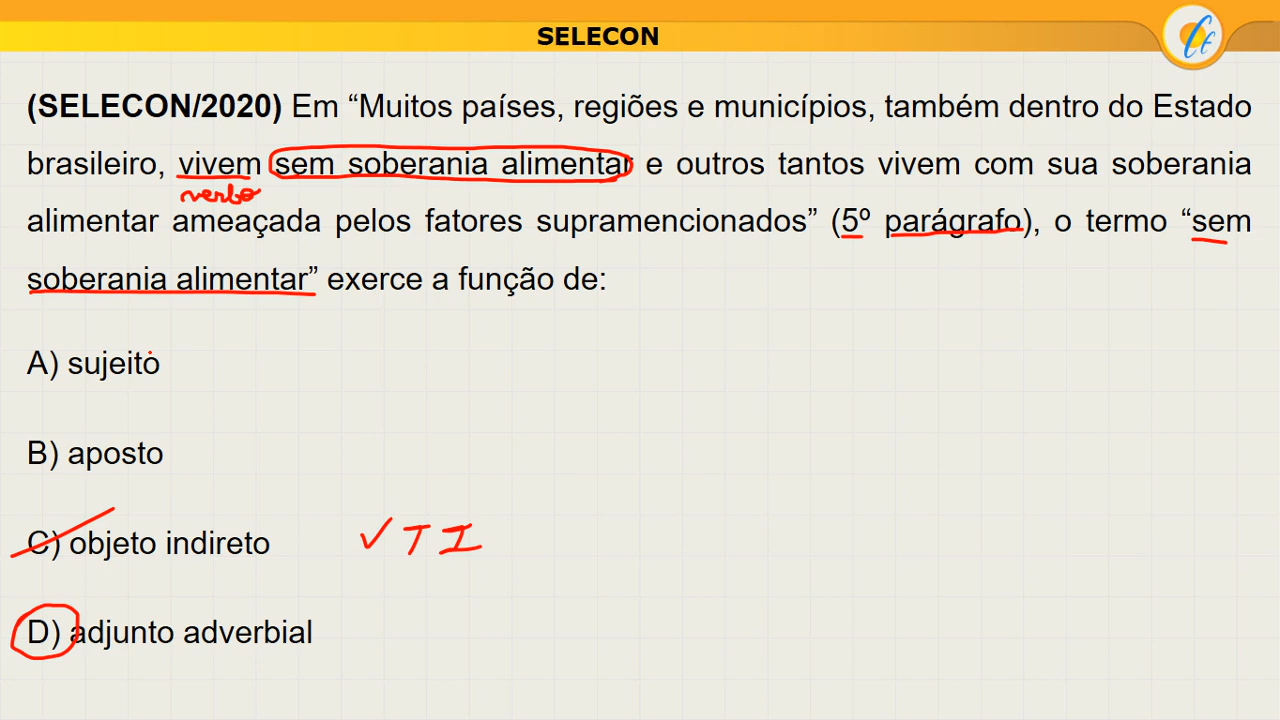 SELECON
(SELECON/2020) Em “Muitos países, regiões e municípios, também dentro do Estado
brasileiro, vivem sem soberania alimentar e outros tantos vivem com sua soberania
verbo
alimentar ameaçada pelos fatores supramencionados” (5º parágrafo), o termo “sem
soberania alimentar” exerce a função de:
A) sujeito
B) aposto
C) objeto indireto VTI
D) adjunto adverbial